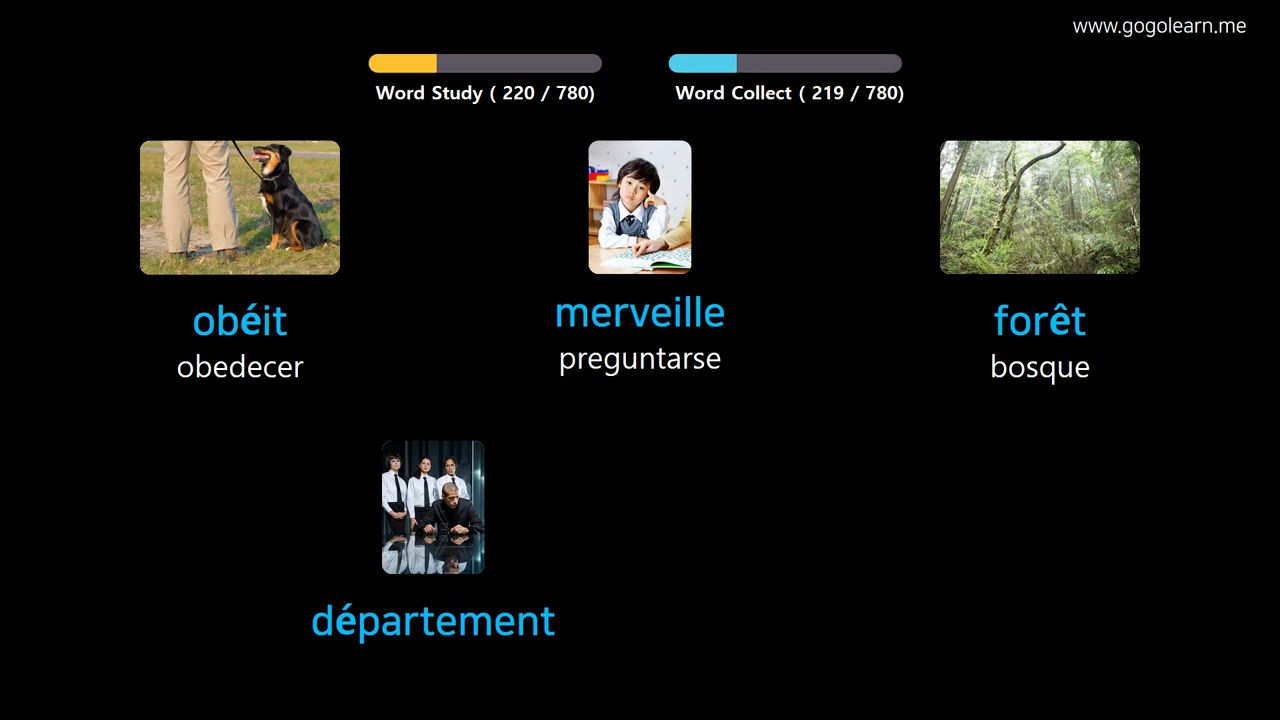 www.gogolearn.me
Word Study ( 220 / 780)
Word Collect ( 219 / 780)
obéit
obedecer
merveille
preguntarse
forêt
bosque
département